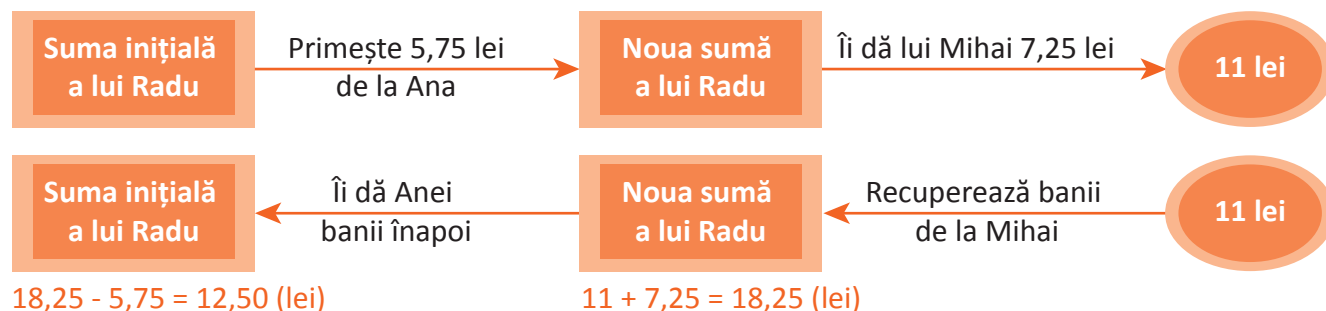 Suma inițială
a lui Radu
Primește 5,75 lei
de la Ana
Noua sumă
a lui Radu
Îi dă lui Mihai 7,25 lei
11 lei
Suma inițială
a lui Radu
Îi dă Anei
banii înapoi
Noua sumă
a lui Radu
Recuperează banii
de la Mihai
11 lei
18,25 - 5,75 = 12,50 (lei)
11 + 7,25 = 18,25 (lei)